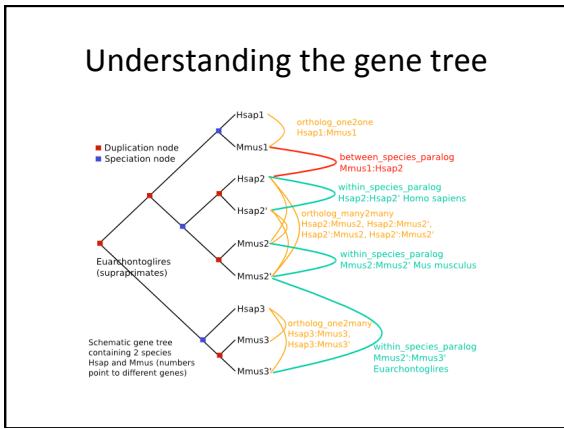 Understanding the gene tree
Hsap1
ortholog_one2one
Hsap1:Mmus1
Duplication node
Speciation node
Mmus1
between_species_paralog
Mmus1:Hsap2
Hsap2
within_species_paralog
Hsap2:Hsap2' Homo sapiens
Hsap2'
ortholog_many2many
Hsap2:Mmus2, Hsap2:Mmus2',
Hsap2':Mmus2, Hsap2':Mmus2'
Mmus2
within_species_paralog
Mmus2:Mmus2' Mus musculus
Euarchontoglires
(supraprimates)
Mmus2'
Hsap3
ortholog_one2many
Hsap3:Mmus3,
Hsap3:Mmus3'
Mmus3
Schematic gene tree
containing 2 species
Hsap and Mmus (numbers
point to different genes)
Mmus3'
within_species_paralog
Mmus2':Mmus3'
Euarchontoglires